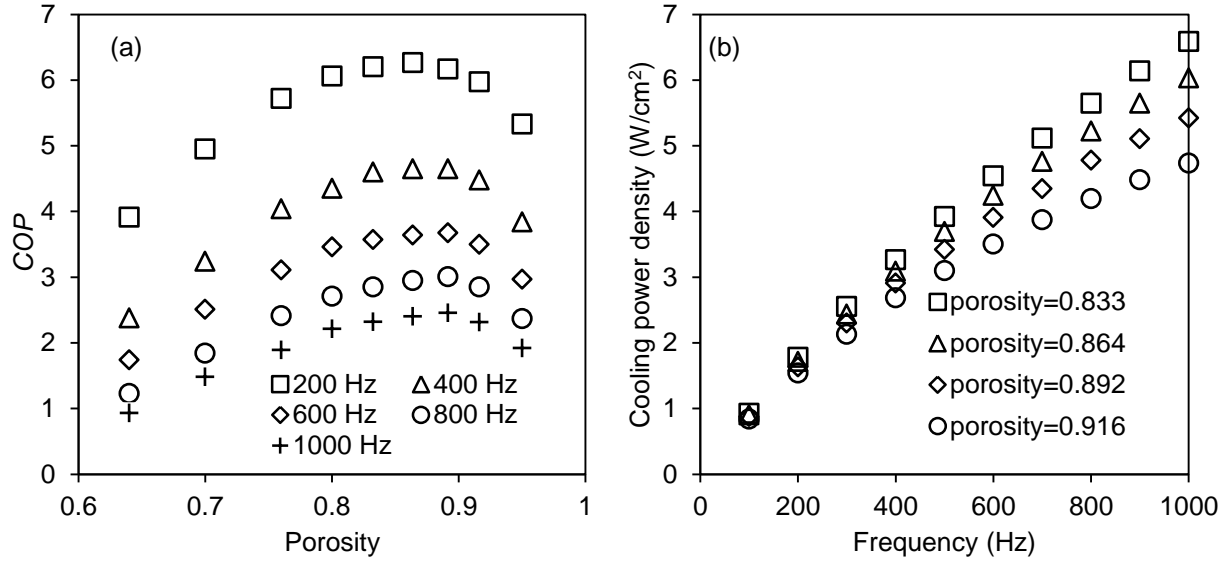 (a)
7
6
5
4
3
2
1
0
COP
0.6 0.7 0.8 0.9 1
Porosity
200 Hz 400 Hz
600 Hz 800 Hz
1000 Hz
(b)
7
6
5
4
3
2
1
0
Cooling power density (W/cm²)
0 200 400 600 800 1000
Frequency (Hz)
porosity=0.833
porosity=0.864
porosity=0.892
porosity=0.916